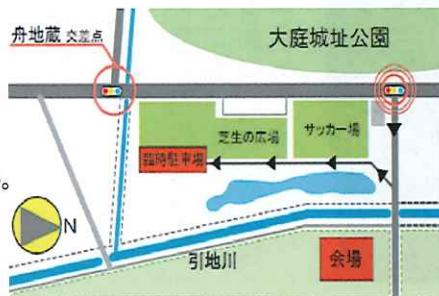 舟地蔵 交差点
大庭城址公園
芝生の広場
サッカー場
臨時駐車場
。
N
引地川
会場